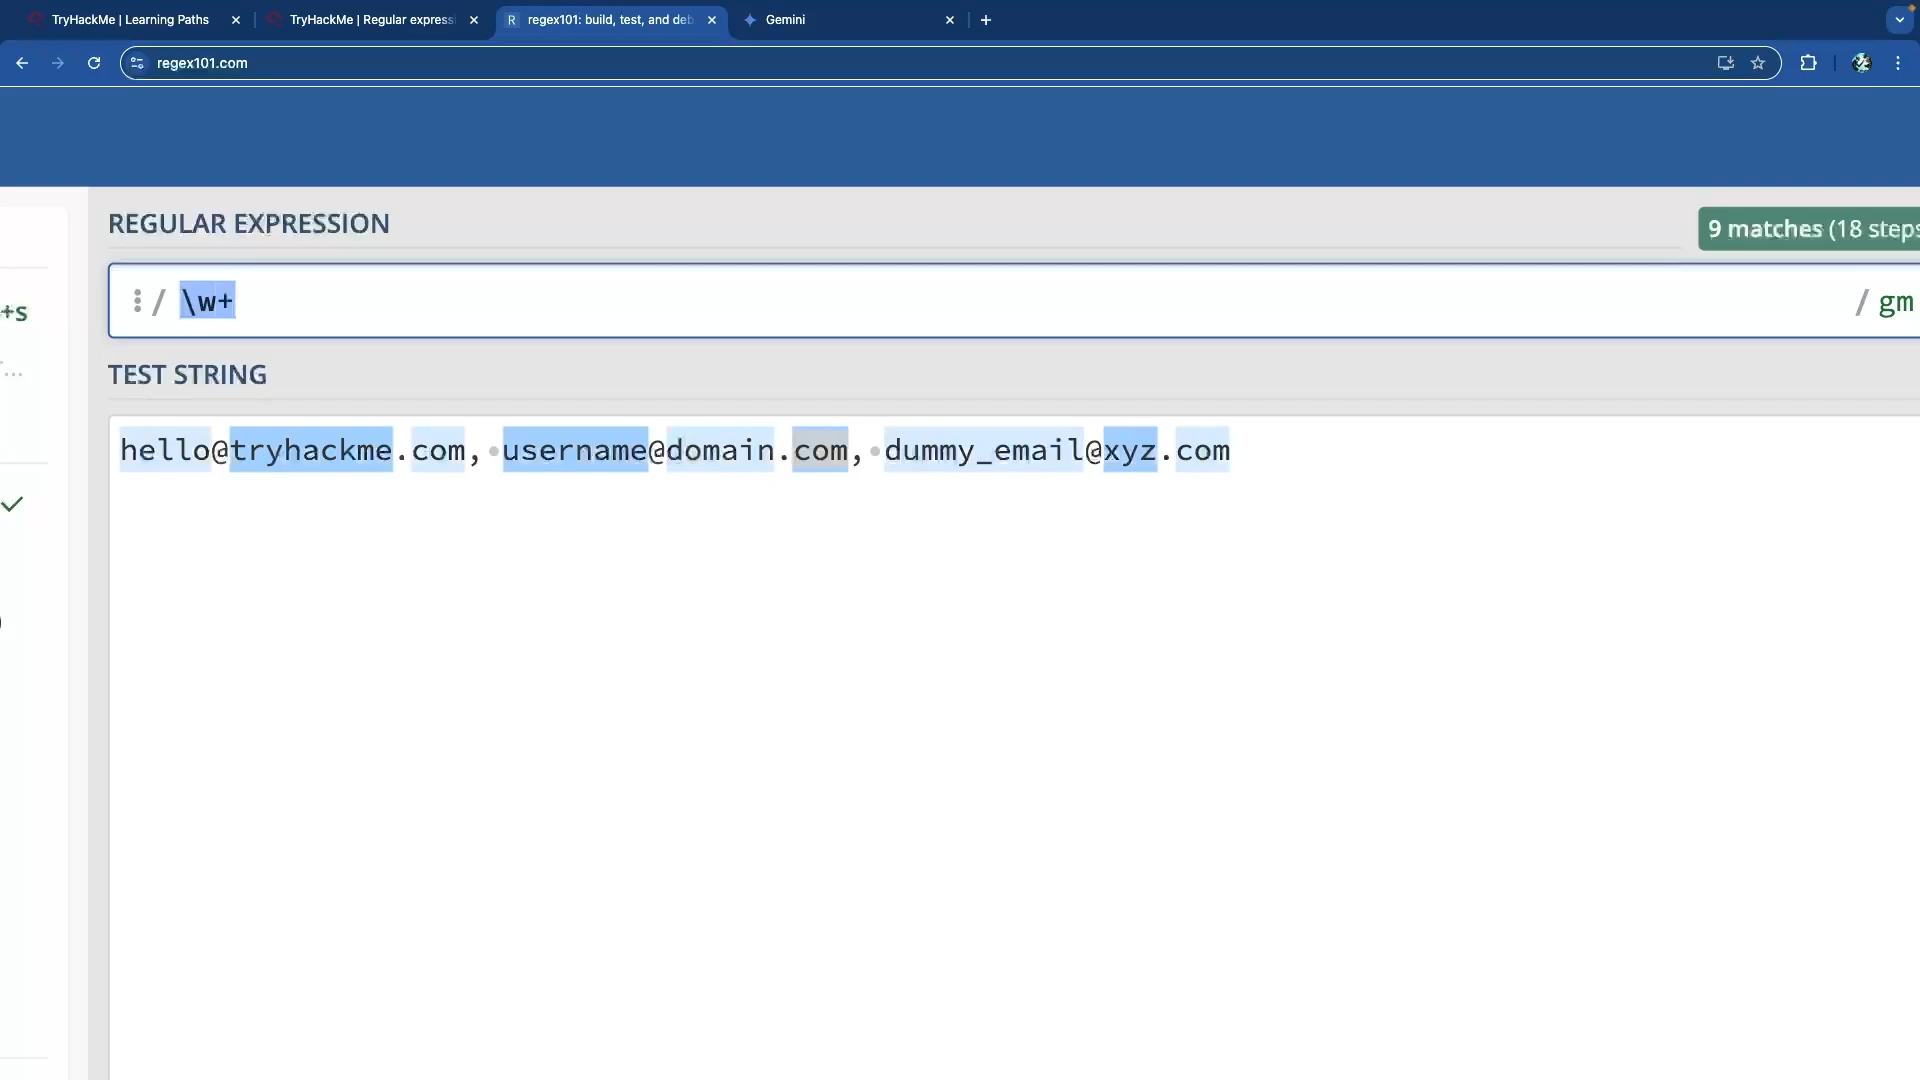 TryHackMe | Learning Paths
TryHackMe | Regular express
R regex101: build, test, and deb
Gemini
regex101.com
REGULAR EXPRESSION
9 matches (18 steps
/ \w+ / gm
+s
TEST STRING
hello@tryhackme.com, username@domain.com, dummy_email@xyz.com